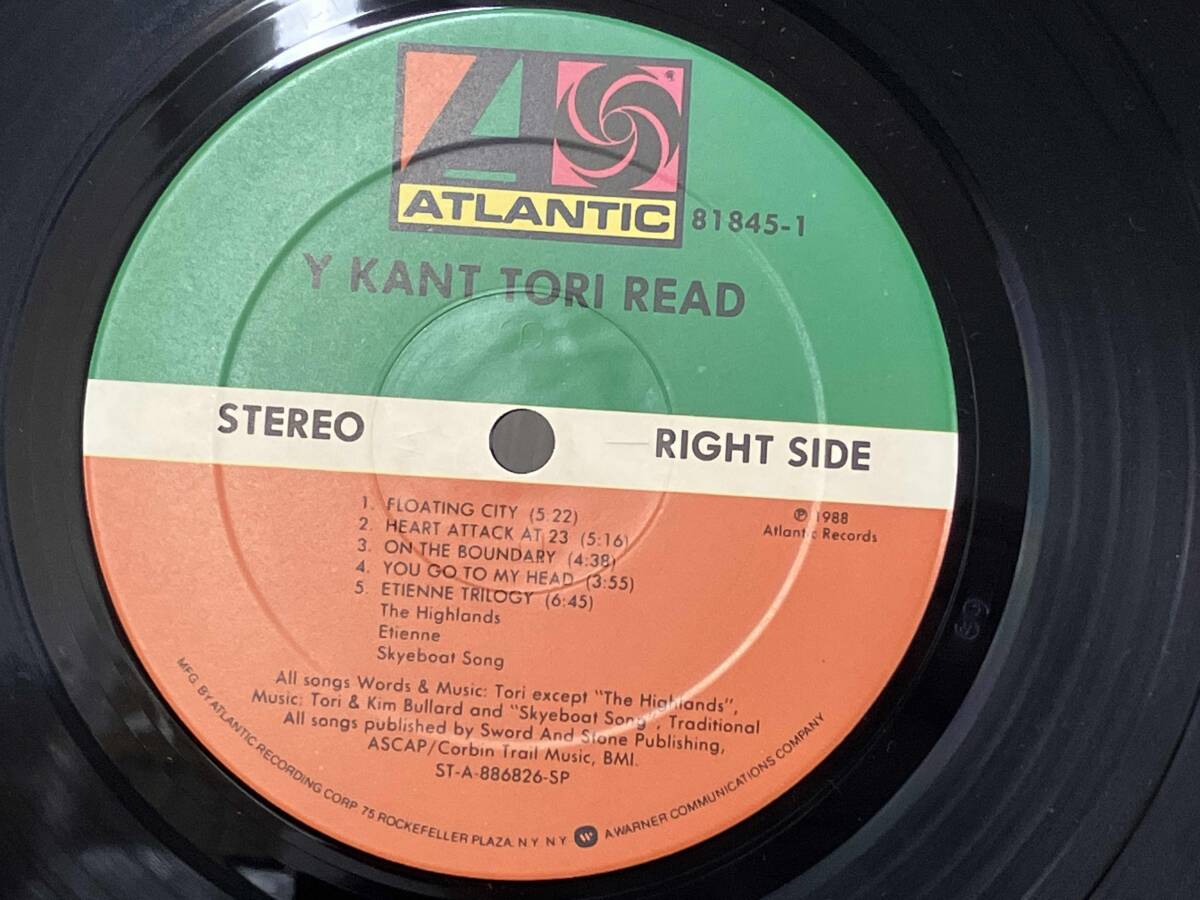 ATLANTIC
81845-1
Y KANT TORI READ
STEREO
RIGHT SIDE
℗ 1988
Atlantic Records
1. FLOATING CITY (5:22)
2. HEART ATTACK AT 23 (5:16)
3. ON THE BOUNDARY (4:38)
4. YOU GO TO MY HEAD (3:55)
5. ETIENNE TRILOGY (6:45)
The Highlands
Etienne
Skyeboat Song
All songs Words & Music: Tori except "The Highlands",
Music: Tori & Kim Bullard and "Skyeboat Song", Traditional
All songs published by Sword And Stone Publishing,
ASCAP/Corbin Trail Music, BMI.
ST-A-886826-SP
MFG. BY ATLANTIC RECORDING CORP 75 ROCKEFELLER PLAZA. N Y N Y A WARNER COMMUNICATIONS COMPANY